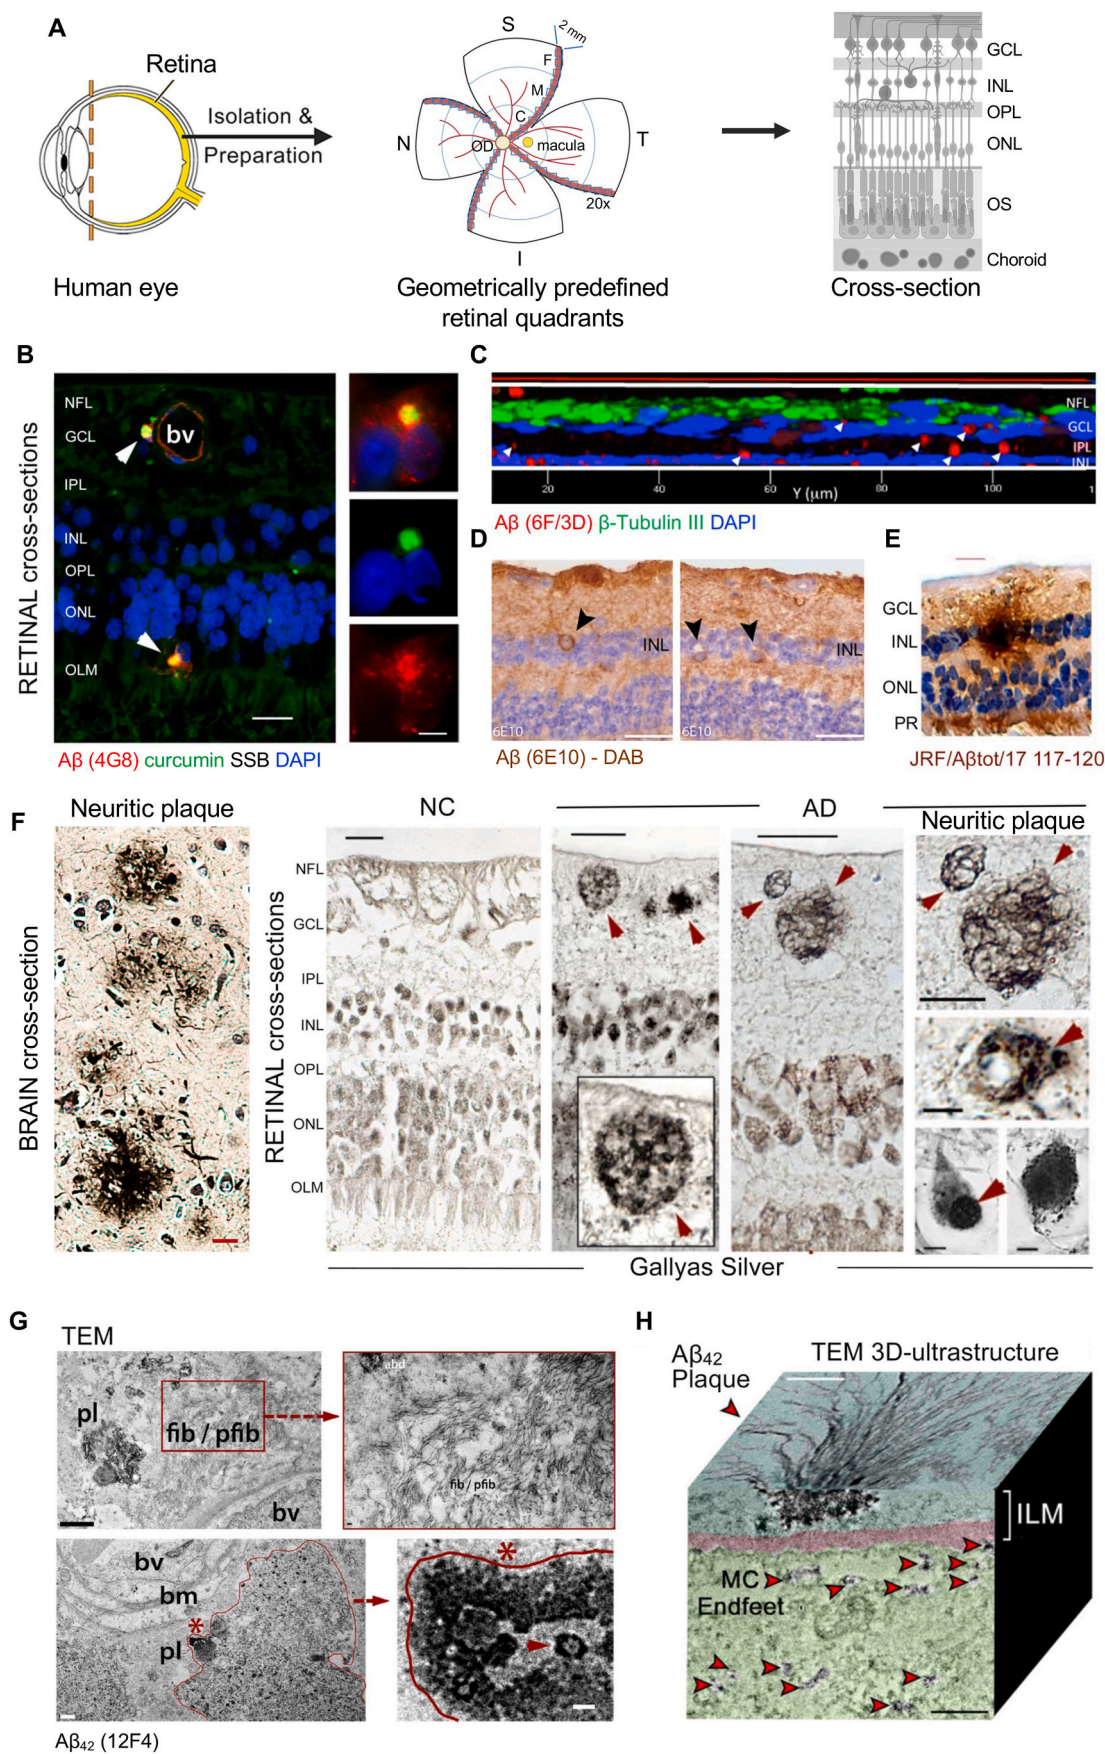 A
Retina
Isolation &
Preparation
Human eye
S
2 mm
F
M
C
N
OD
macula
T
20x
I
Geometrically predefined
retinal quadrants
GCL
INL
OPL
ONL
OS
Choroid
Cross-section
B
RETINAL cross-sections
NFL
GCL
bv
IPL
INL
OPL
ONL
OLM
Aβ (4G8) curcumin SSB DAPI
C
NFL
GCL
IPL
INL
20
40
60
Y (μm)
80
100
1
Aβ (6F/3D) β-Tubulin III DAPI
D
INL
6E10
INL
6E10
Aβ (6E10) - DAB
E
GCL
INL
ONL
PR
JRF/Aβtot/17 117-120
F
Neuritic plaque
BRAIN cross-section
NC
AD
Neuritic plaque
RETINAL cross-sections
NFL
GCL
IPL
INL
OPL
ONL
OLM
Gallyas Silver
G
TEM
pl
fib / pfib
bv
abd
fib / pfib
bv
bm
*
pl
*
Aβ42 (12F4)
H
Aβ42
Plaque
TEM 3D-ultrastructure
ILM
MC
Endfeet